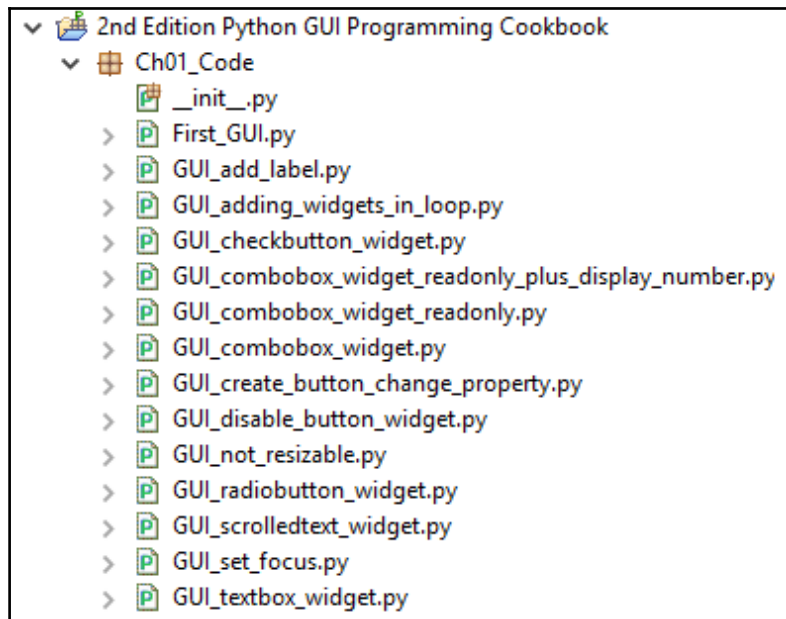 2nd Edition Python GUI Programming Cookbook
Ch01_Code
__init__.py
First_GUI.py
GUI_add_label.py
GUI_adding_widgets_in_loop.py
GUI_checkbutton_widget.py
GUI_combobox_widget_readonly_plus_display_number.py
GUI_combobox_widget_readonly.py
GUI_combobox_widget.py
GUI_create_button_change_property.py
GUI_disable_button_widget.py
GUI_not_resizable.py
GUI_radiobutton_widget.py
GUI_scrolledtext_widget.py
GUI_set_focus.py
GUI_textbox_widget.py